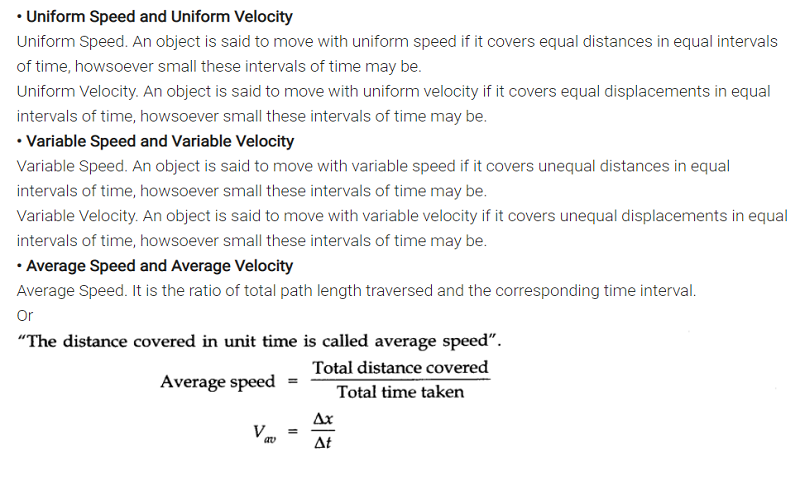 • Uniform Speed and Uniform Velocity
Uniform Speed. An object is said to move with uniform speed if it covers equal distances in equal intervals
of time, howsoever small these intervals of time may be.
Uniform Velocity. An object is said to move with uniform velocity if it covers equal displacements in equal
intervals of time, howsoever small these intervals of time may be.
• Variable Speed and Variable Velocity
Variable Speed. An object is said to move with variable speed if it covers unequal distances in equal
intervals of time, howsoever small these intervals of time may be.
Variable Velocity. An object is said to move with variable velocity if it covers unequal displacements in equal
intervals of time, howsoever small these intervals of time may be.
• Average Speed and Average Velocity
Average Speed. It is the ratio of total path length traversed and the corresponding time interval.
Or
“The distance covered in unit time is called average speed”.
Average speed = Total distance covered / Total time taken
V_av = Δx / Δt